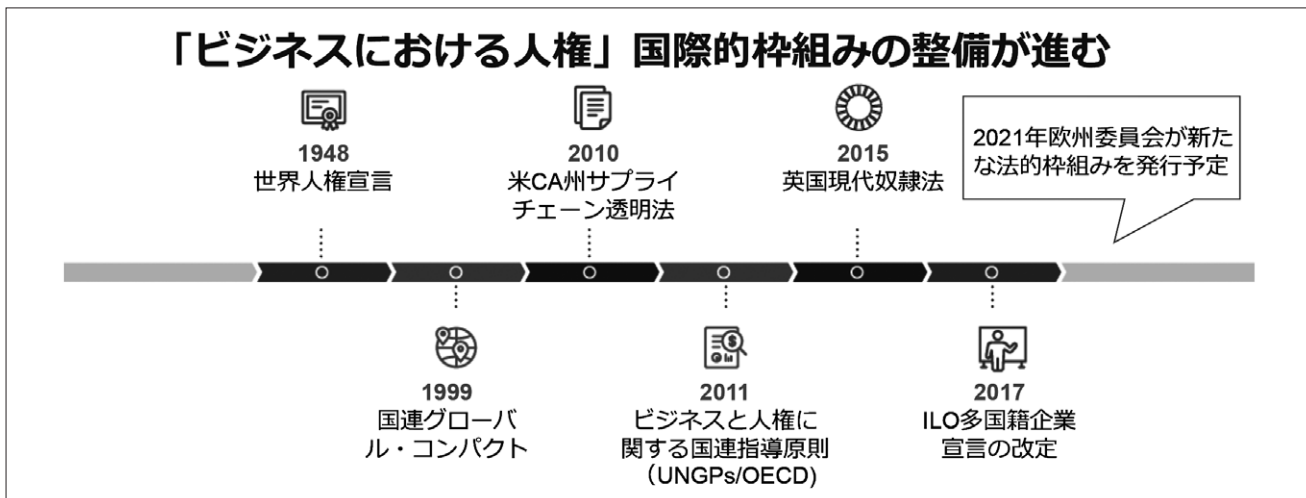 「ビジネスにおける人権」国際的枠組みの整備が進む
1948
世界人権宣言
2010
米CA州サプライ
チェーン透明法
2015
英国現代奴隷法
2021年欧州委員会が新た
な法的枠組みを発行予定
1999
国連グローバ
ル・コンパクト
2011
ビジネスと人権に
関する国連指導原則
（UNGPs/OECD)
2017
ILO多国籍企業
宣言の改定